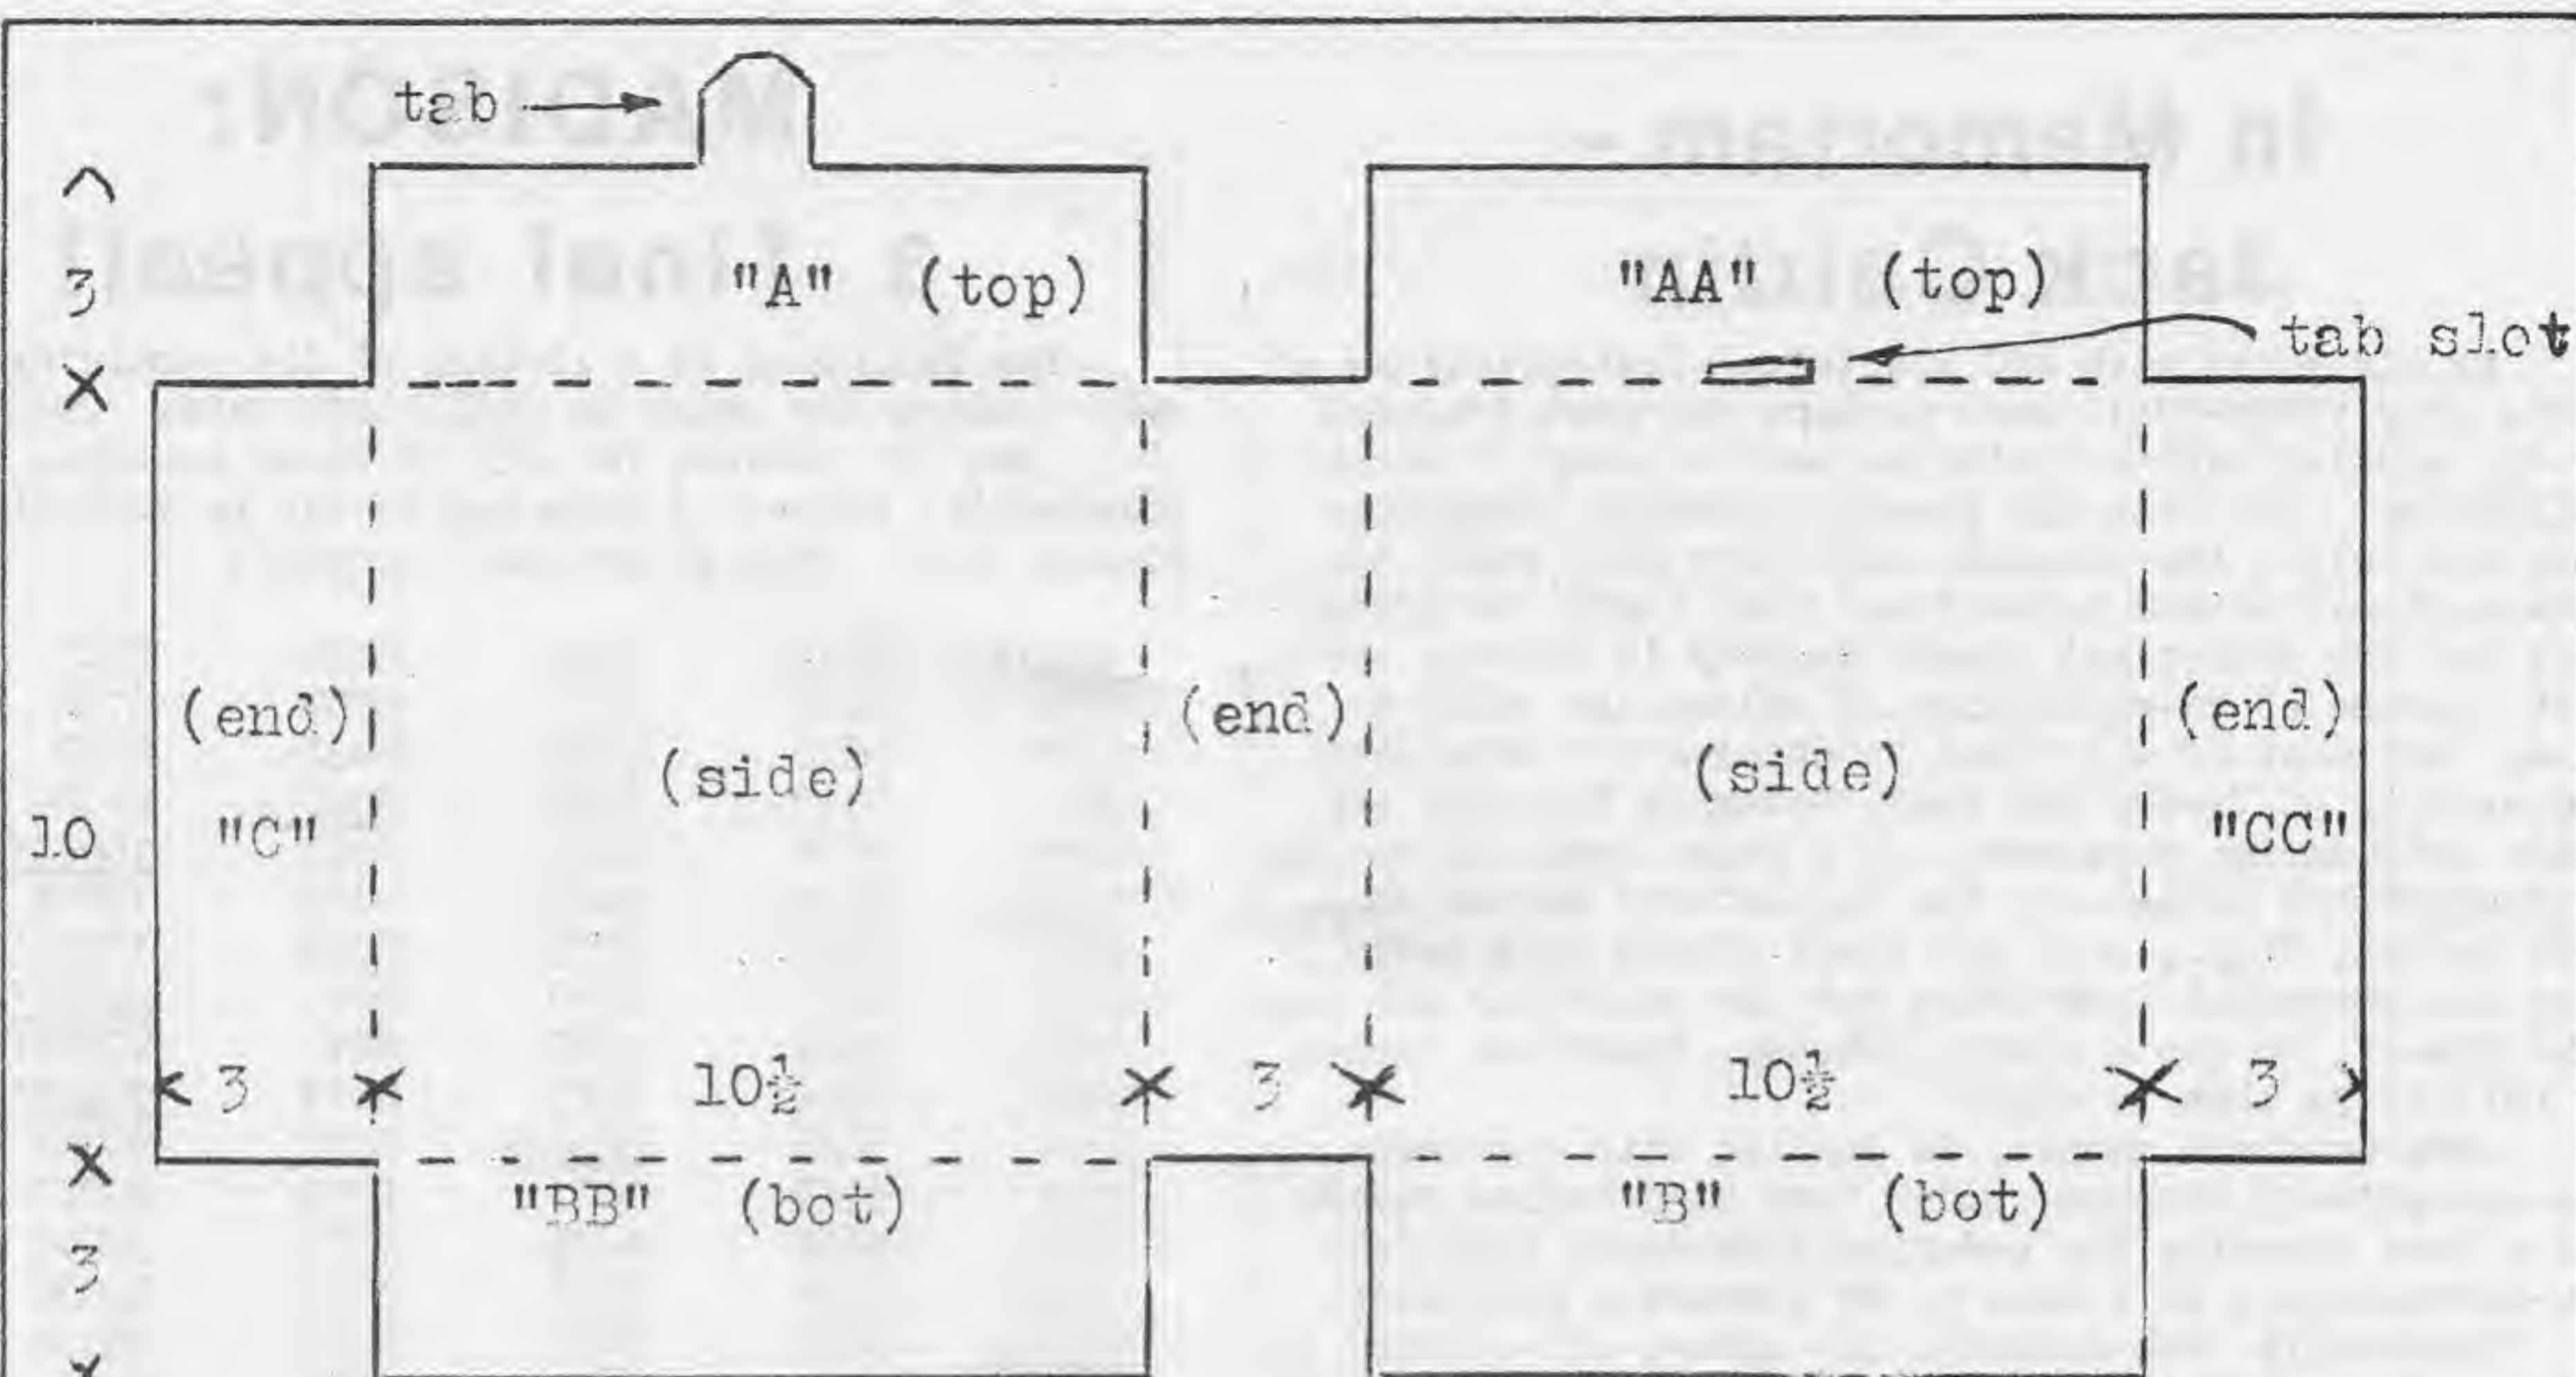 tab
3
"A" (top)
"AA" (top)
tab slot
(end)
(side)
(end)
(side)
(end)
10
"C"
"CC"
3
10½
3
10½
3
"BB" (bot)
"B" (bot)
3